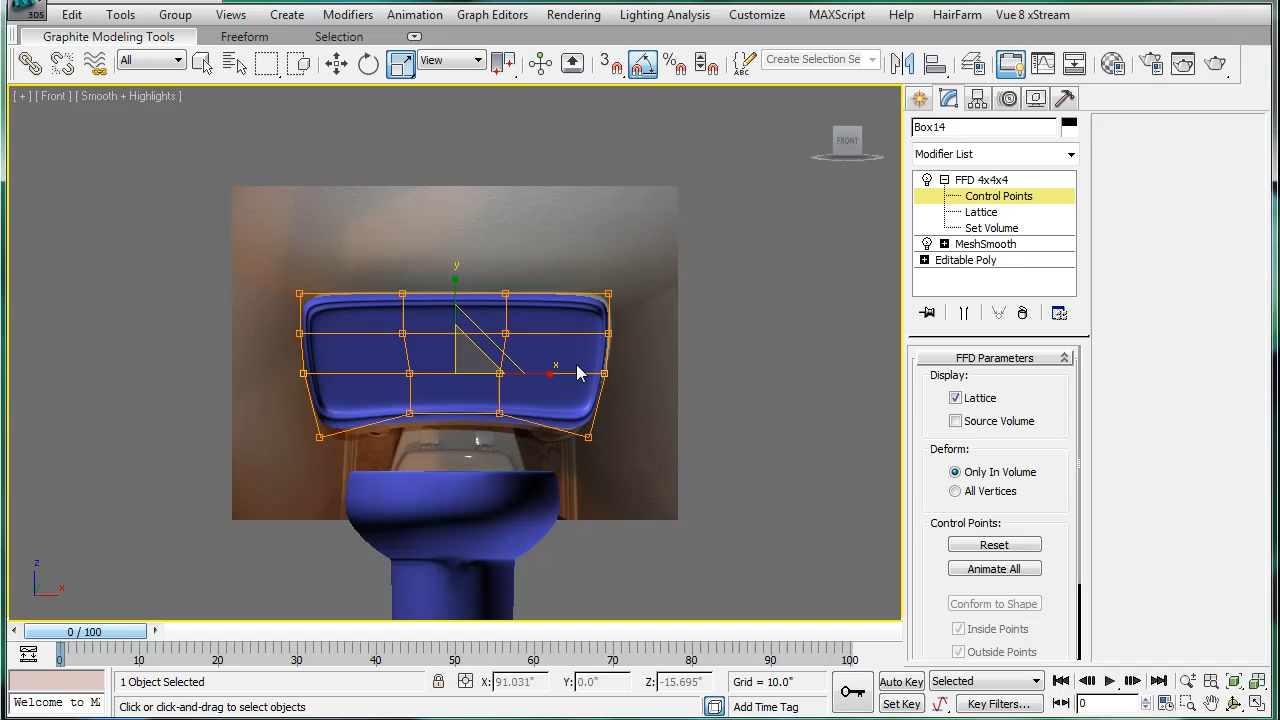 3DS
Edit Tools Group Views Create Modifiers Animation Graph Editors Rendering Lighting Analysis Customize MAXScript Help HairFarm Vue 8 xStream
Graphite Modeling Tools Freeform Selection
All View 3 % ABC Create Selection Se
[ + ] [ Front ] [ Smooth + Highlights ]
FRONT
Box14
Modifier List
FFD 4x4x4
Control Points
Lattice
Set Volume
MeshSmooth
Editable Poly
FFD Parameters
Display:
Lattice
Source Volume
Deform:
Only In Volume
All Vertices
Control Points:
Reset
Animate All
Conform to Shape
Inside Points
Outside Points
y
x
z
x
0 / 100
0 10 20 30 40 50 60 70 80 90 100
1 Object Selected X: 91.031" Y: 0.0" Z: -15.695" Grid = 10.0" Auto Key Selected
Welcome to M Click or click-and-drag to select objects Add Time Tag Set Key Key Filters... 0